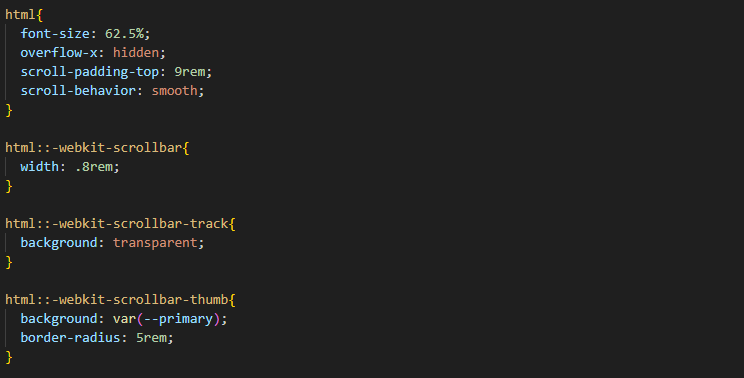 html{
  font-size: 62.5%;
  overflow-x: hidden;
  scroll-padding-top: 9rem;
  scroll-behavior: smooth;
}

html::-webkit-scrollbar{
  width: .8rem;
}

html::-webkit-scrollbar-track{
  background: transparent;
}

html::-webkit-scrollbar-thumb{
  background: var(--primary);
  border-radius: 5rem;
}